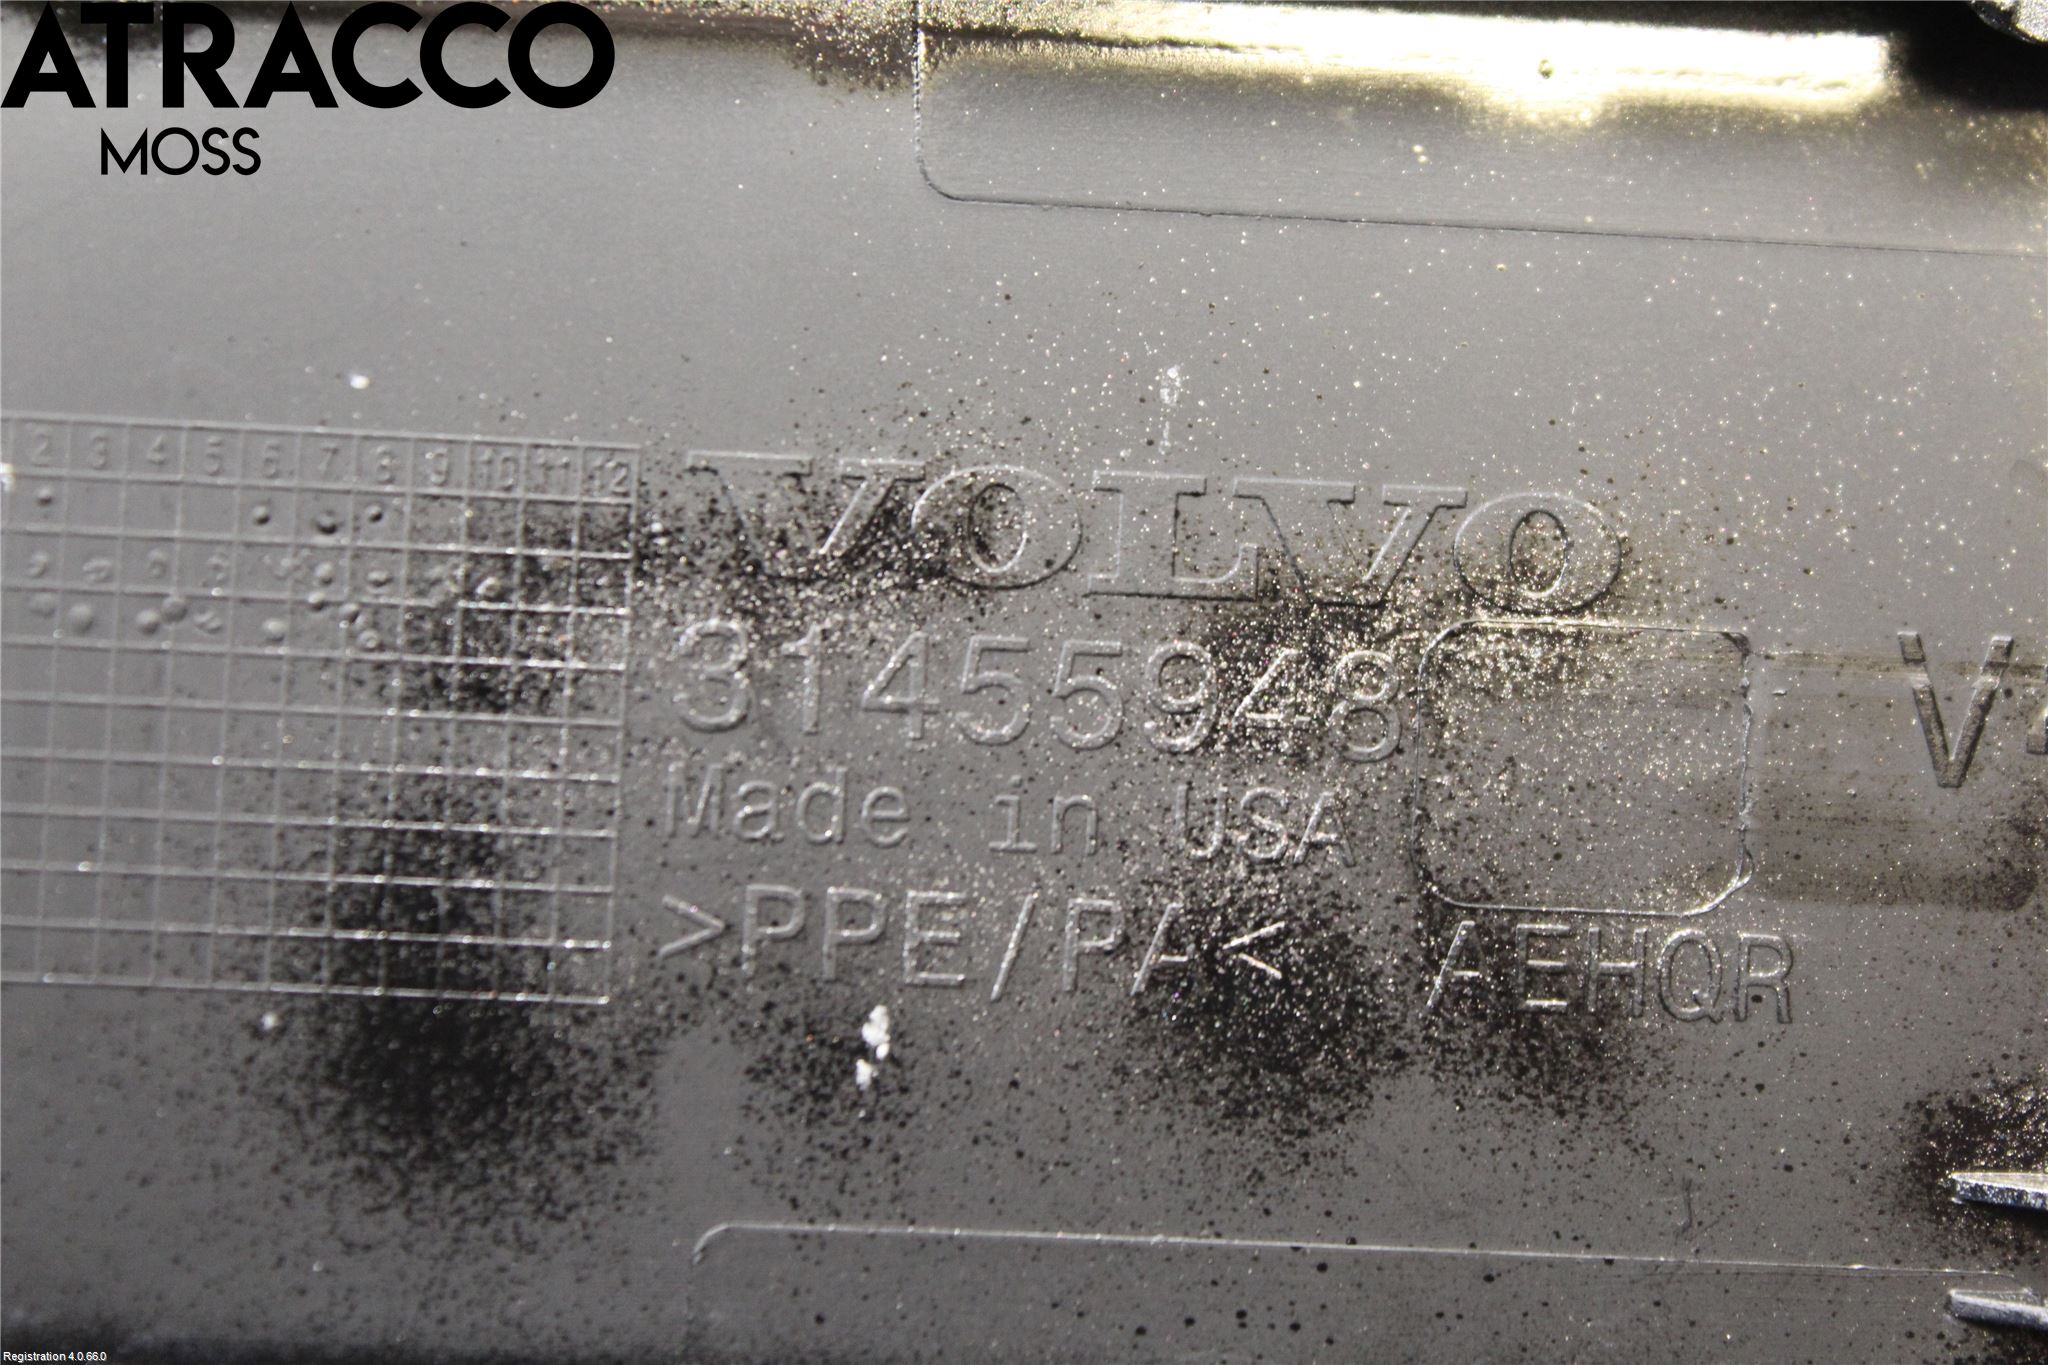 ATRACCO
MOSS
2 3 4 5 6 7 8 9 10 11 12
VOLVO
31455948
Made in USA
>PPE/PA<
AEHQR
Registration 4.0.66.0